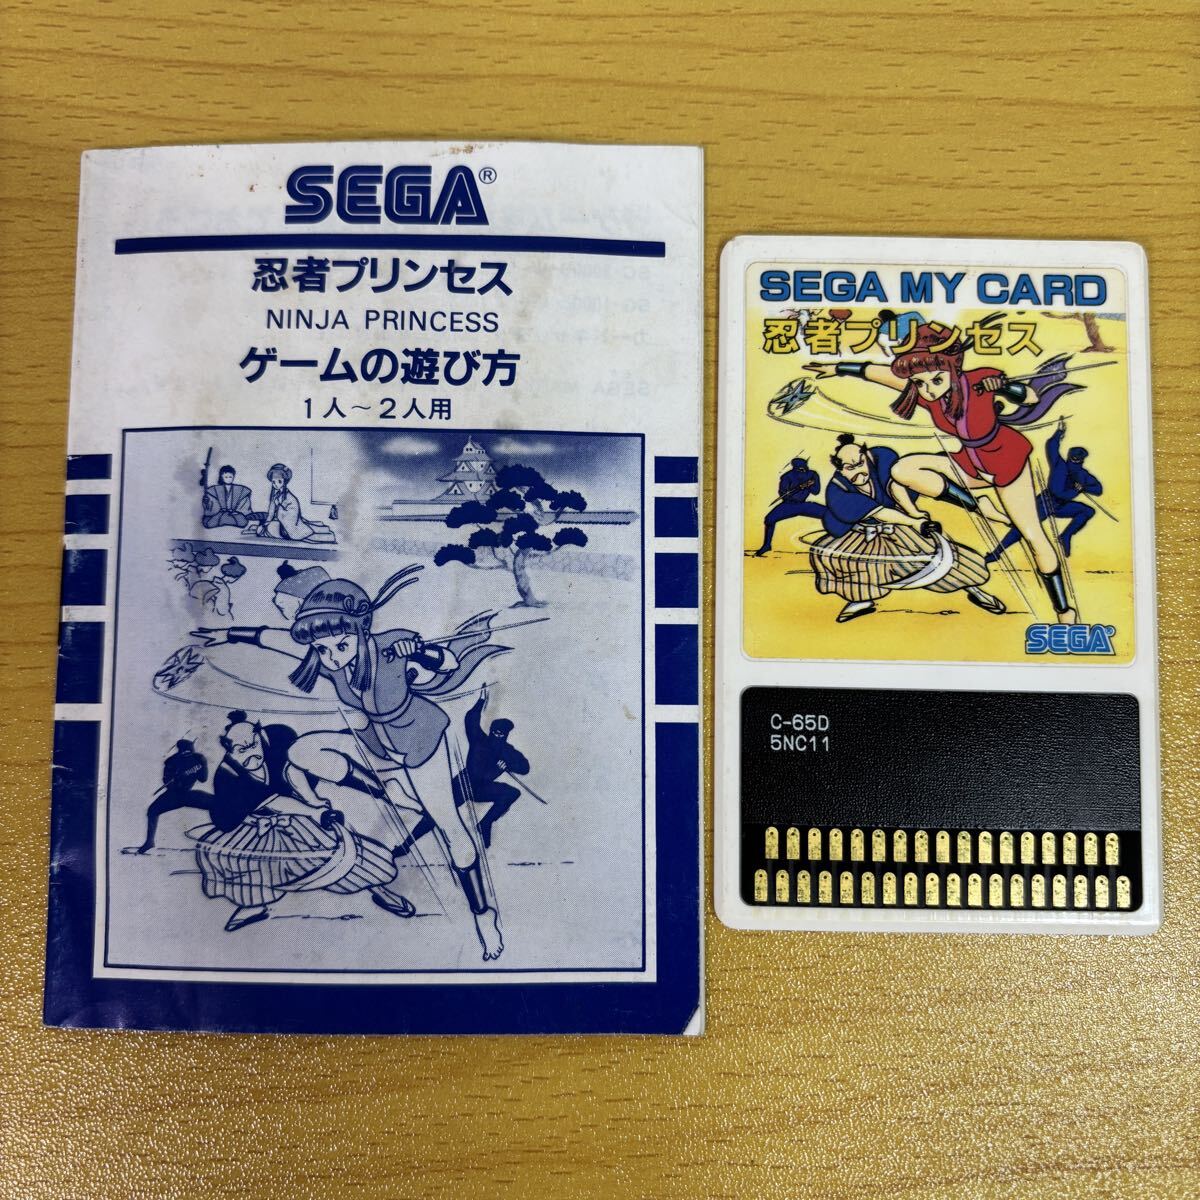 SEGA®
忍者プリンセス
NINJA PRINCESS
ゲームの遊び方
1人～2人用
SEGA MY CARD
忍者プリンセス
SEGA®
C-65D
5NC11